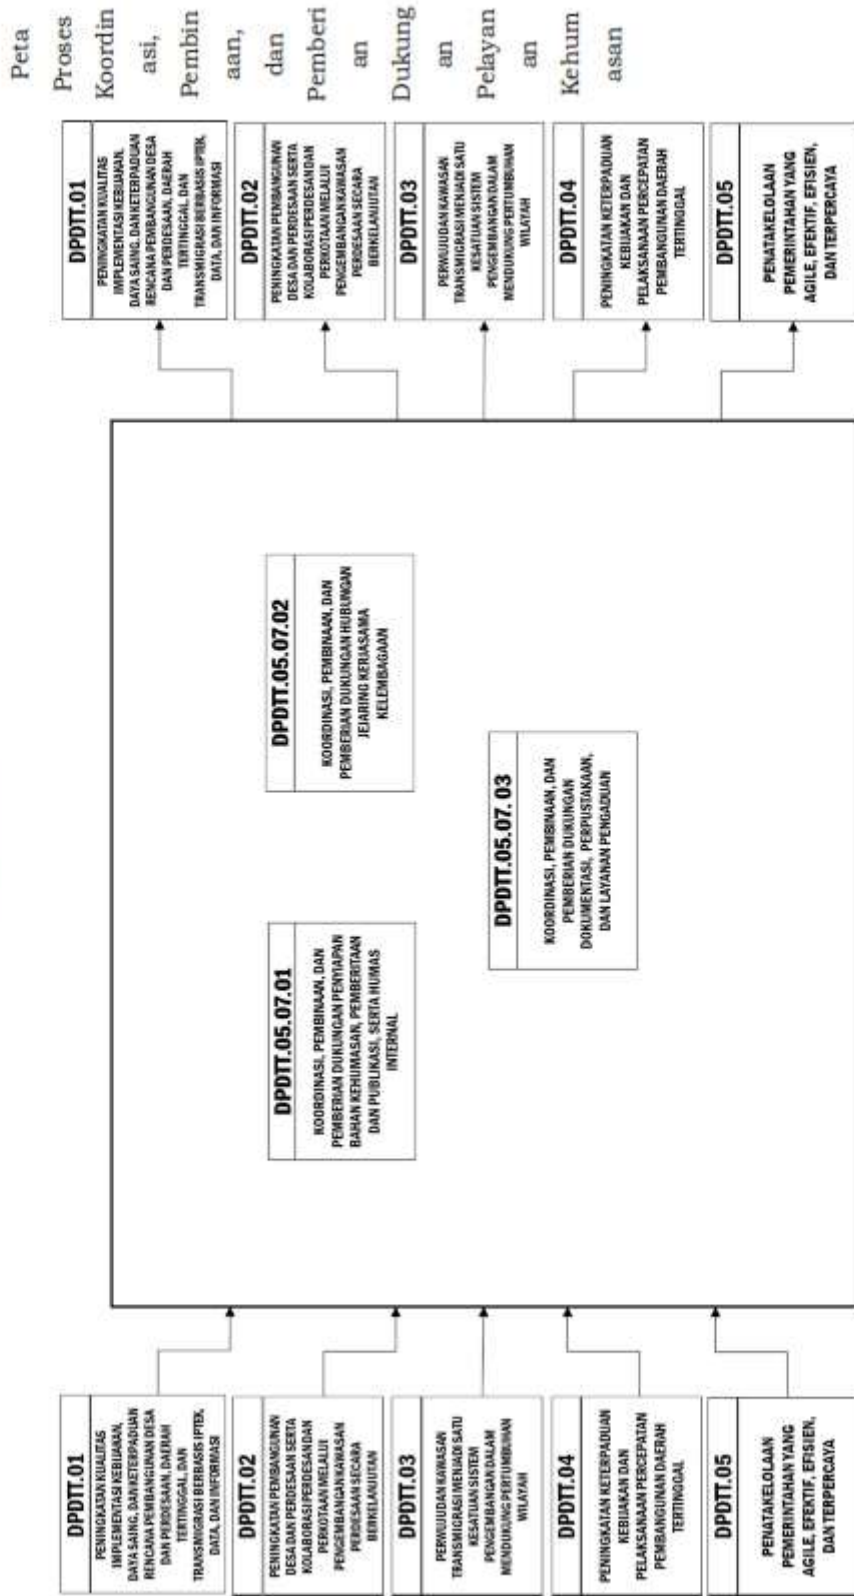 Peta
Proses
Koordin
asi,
Pembin
aan,
dan
Pemberi
an
Dukung
an
Pelayan
an
Kehum
asan
DPDTT.01
PENINGKATAN KUALITAS
IMPLEMENTASI KEBIJAKAN,
DAYA SAING, DAN KETERPADUAN
RENCANA PEMBANGUNAN DESA
DAN PERDESAAN, DAERAH
TERTINGGAL, DAN
TRANSMIGRASI BERBASIS IPTEK,
DATA, DAN INFORMASI
DPDTT.02
PENINGKATAN PEMBANGUNAN
DESA DAN PERDESAAN SERTA
KOLABORASI PERDESAN DAN
PERKOTAAN MELALUI
PENGEMBANGAN KAWASAN
PERDESAAN SECARA
BERKELANJUTAN
DPDTT.03
PERWUJUDAN KAWASAN
TRANSMIGRASI MENJADI SATU
KESATUAN SISTEM
PENGEMBANGAN DALAM
MENDUKUNG PERTUMBUHAN
WILAYAH
DPDTT.04
PENINGKATAN KETERPADUAN
KEBIJAKAN DAN
PELAKSANAAN PERCEPATAN
PEMBANGUNAN DAERAH
TERTINGGAL
DPDTT.05
PENATAKELOLAAN
PEMERINTAHAN YANG
AGILE, EFEKTIF, EFISIEN,
DAN TERPERCAYA
DPDTT.05.07.01
KOORDINASI, PEMBINAAN, DAN
PEMBERIAN DUKUNGAN PENYIAPAN
BAHAN KEHUMASAN, PEMBERITAAN
DAN PUBLIKASI, SERTA HUMAS
INTERNAL
DPDTT.05.07.02
KOORDINASI, PEMBINAAN, DAN
PEMBERIAN DUKUNGAN HUBUNGAN
JEJARING KERJASAMA
KELEMBAGAAN
DPDTT.05.07. 03
KOORDINASI, PEMBINAAN, DAN
PEMBERIAN DUKUNGAN
DOKUMENTASI, PERPUSTAKAAN,
DAN LAYANAN PENGADUAN
DPDTT.01
PENINGKATAN KUALITAS
IMPLEMENTASI KEBIJAKAN,
DAYA SAING, DAN KETERPADUAN
RENCANA PEMBANGUNAN DESA
DAN PERDESAAN, DAERAH
TERTINGGAL, DAN
TRANSMIGRASI BERBASIS IPTEK,
DATA, DAN INFORMASI
DPDTT.02
PENINGKATAN PEMBANGUNAN
DESA DAN PERDESAAN SERTA
KOLABORASI PERDESAN DAN
PERKOTAAN MELALUI
PENGEMBANGAN KAWASAN
PERDESAAN SECARA
BERKELANJUTAN
DPDTT.03
PERWUJUDAN KAWASAN
TRANSMIGRASI MENJADI SATU
KESATUAN SISTEM
PENGEMBANGAN DALAM
MENDUKUNG PERTUMBUHAN
WILAYAH
DPDTT.04
PENINGKATAN KETERPADUAN
KEBIJAKAN DAN
PELAKSANAAN PERCEPATAN
PEMBANGUNAN DAERAH
TERTINGGAL
DPDTT.05
PENATAKELOLAAN
PEMERINTAHAN YANG
AGILE, EFEKTIF, EFISIEN,
DAN TERPERCAYA